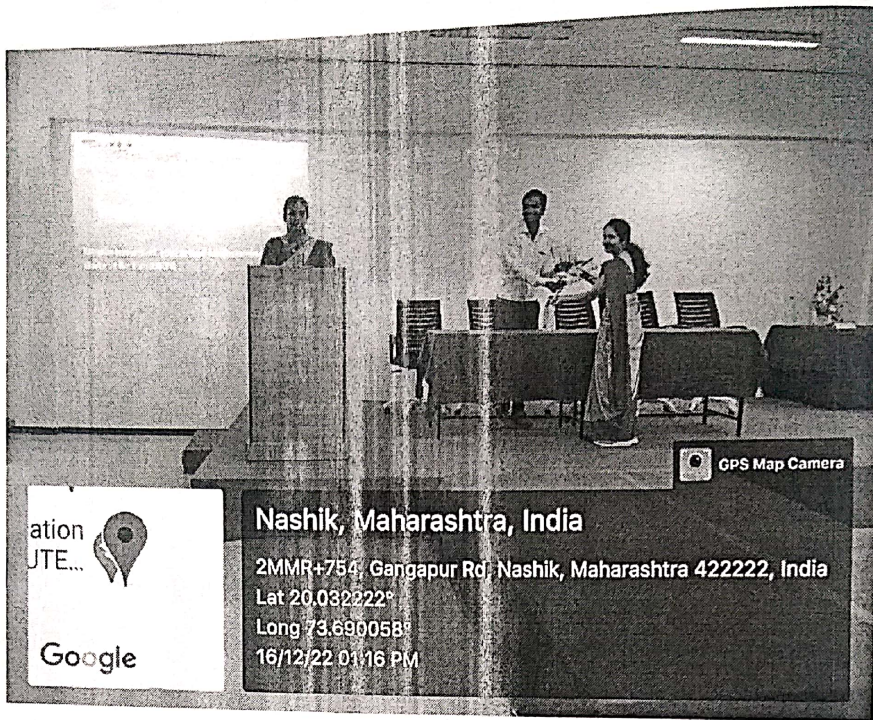 GPS Map Camera
ation
UTE...
Google
Nashik, Maharashtra, India
2MMR+754, Gangapur Rd, Nashik, Maharashtra 422222, India
Lat 20.032222°
Long 73.690058°
16/12/22 01:16 PM